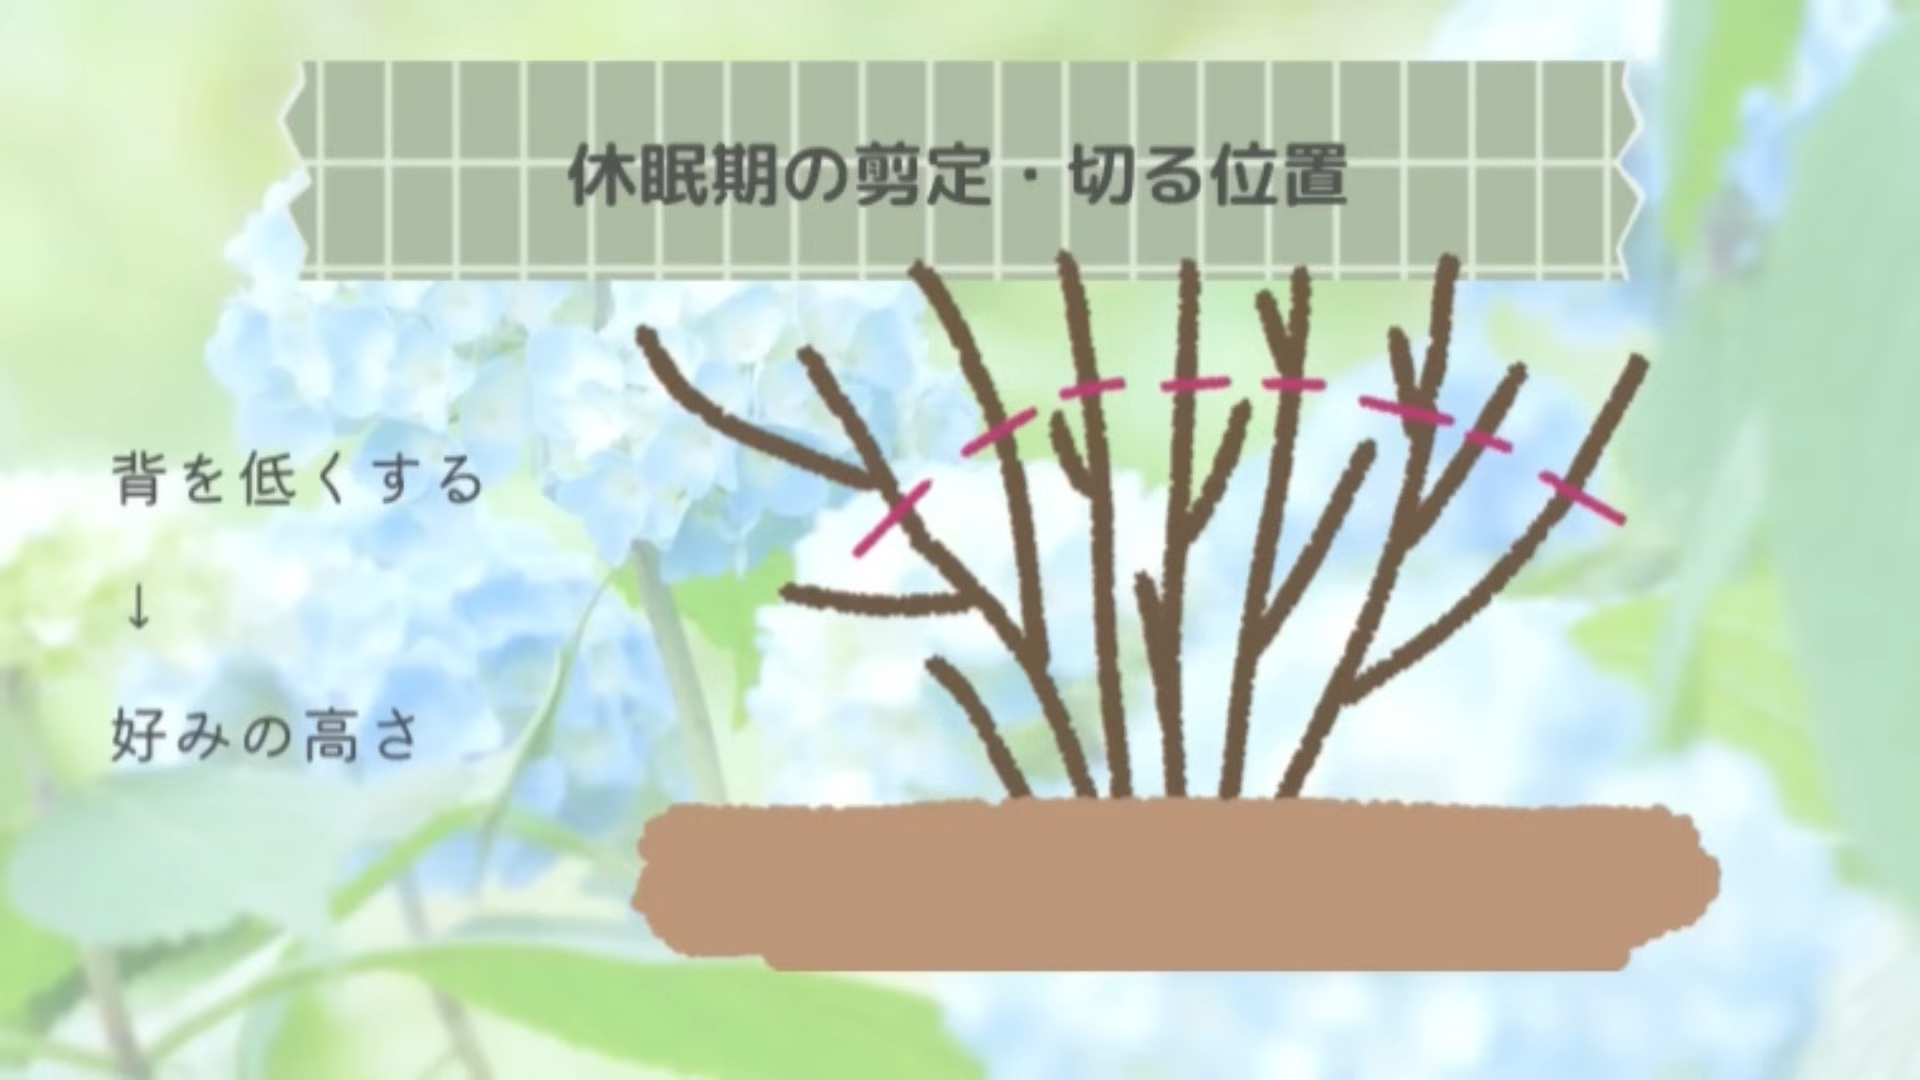 休眠期の剪定・切る位置
背を低くする
↓
好みの高さ